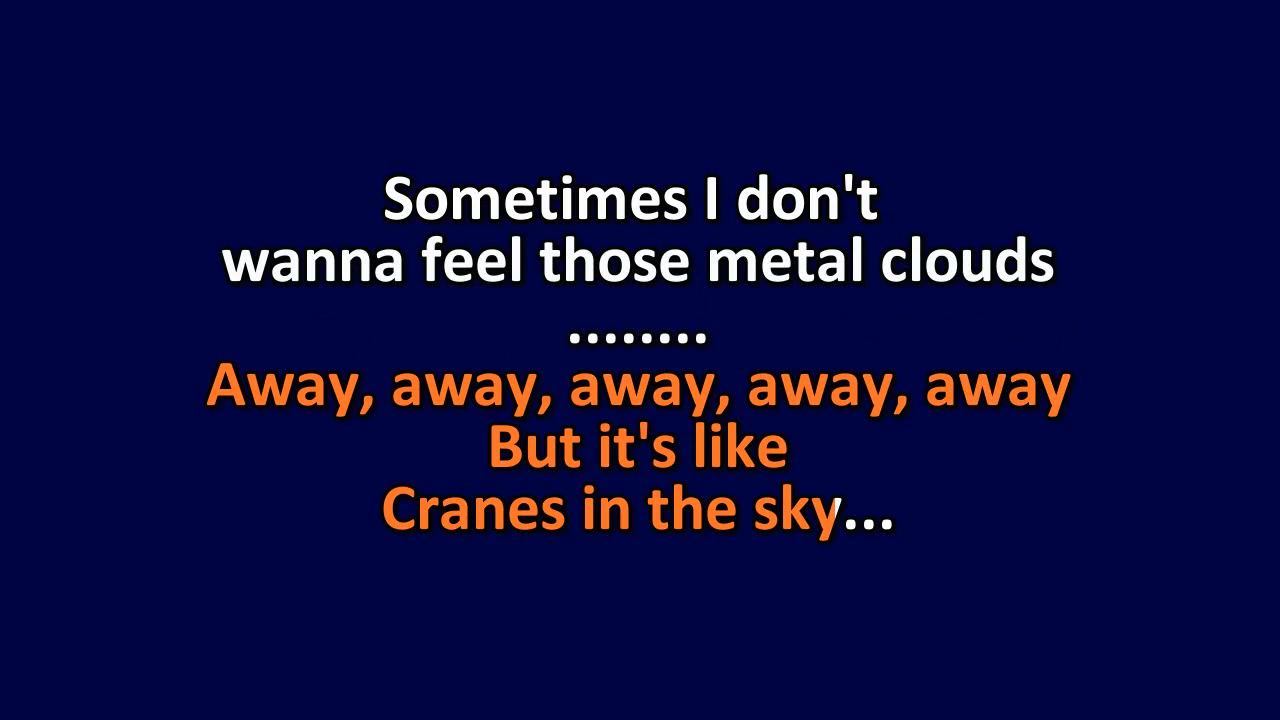 Sometimes I don't
wanna feel those metal clouds
........
Away, away, away, away, away
But it's like
Cranes in the sky...